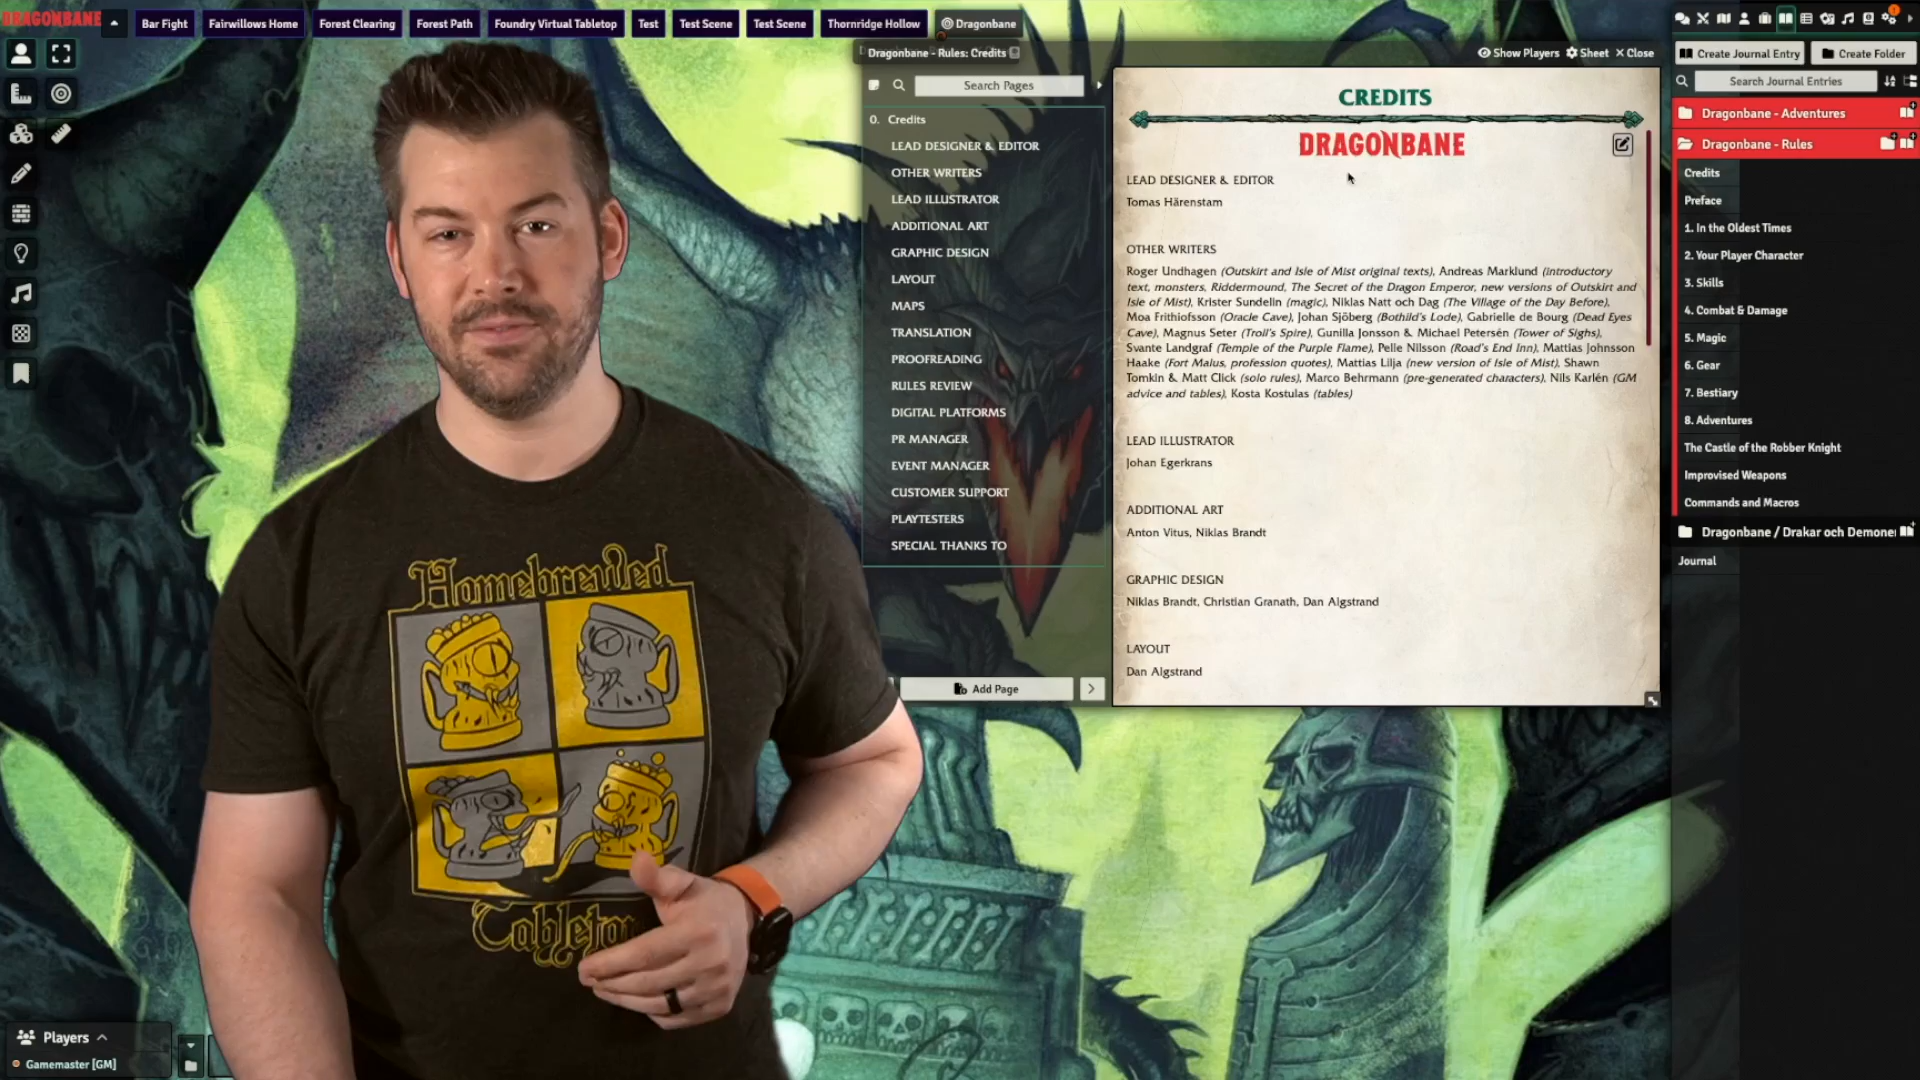 DRAGONBANE
Bar Fight
Fairwillows Home
Forest Clearing
Forest Path
Foundry Virtual Tabletop
Test
Test Scene
Test Scene
Thornridge Hollow
Dragonbane
Dragonbane - Rules: Credits
Show Players
Sheet
Close
Search Pages
0. Credits
LEAD DESIGNER & EDITOR
OTHER WRITERS
LEAD ILLUSTRATOR
ADDITIONAL ART
GRAPHIC DESIGN
LAYOUT
MAPS
TRANSLATION
PROOFREADING
RULES REVIEW
DIGITAL PLATFORMS
PR MANAGER
EVENT MANAGER
CUSTOMER SUPPORT
PLAYTESTERS
SPECIAL THANKS TO
Add Page
CREDITS
DRAGONBANE
LEAD DESIGNER & EDITOR
Tomas Härenstam
OTHER WRITERS
Roger Undhagen (Outskirt and Isle of Mist original texts), Andreas Marklund (introductory
text, monsters, Riddermound, The Secret of the Dragon Emperor, new versions of Outskirt and
Isle of Mist), Krister Sundelin (magic), Niklas Natt och Dag (The Village of the Day Before),
Moa Frithiofsson (Oracle Cave), Johan Sjöberg (Bothild's Lode), Gabrielle de Bourg (Dead Eyes
Cave), Magnus Seter (Troll's Spire), Gunilla Jonsson & Michael Petersén (Tower of Sighs),
Svante Landgraf (Temple of the Purple Flame), Pelle Nilsson (Road's End Inn), Mattias Johnsson
Haake (Fort Malus, profession quotes), Mattias Lilja (new version of Isle of Mist), Shawn
Tomkin & Matt Click (solo rules), Marco Behrmann (pre-generated characters), Nils Karlén (GM
advice and tables), Kosta Kostulas (tables)
LEAD ILLUSTRATOR
Johan Egerkrans
ADDITIONAL ART
Anton Vitus, Niklas Brandt
GRAPHIC DESIGN
Niklas Brandt, Christian Granath, Dan Algstrand
LAYOUT
Dan Algstrand
Create Journal Entry
Create Folder
Search Journal Entries
Dragonbane - Adventures
Dragonbane - Rules
Credits
Preface
1. In the Oldest Times
2. Your Player Character
3. Skills
4. Combat & Damage
5. Magic
6. Gear
7. Bestiary
8. Adventures
The Castle of the Robber Knight
Improvised Weapons
Commands and Macros
Dragonbane / Drakar och Demoner
Journal
Homebrewed
Tabletop
Players
Gamemaster [GM]